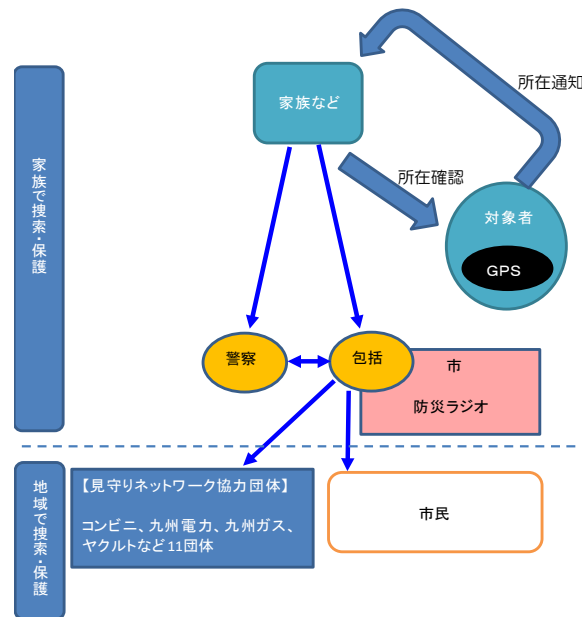 所在通知
家族など
所在確認
家族で捜索・保護
対象者
GPS
警察
包括
市
防災ラジオ
地域で捜索・保護
【見守りネットワーク協力団体】
コンビニ、九州電力、九州ガス、
ヤクルトなど11団体
市民